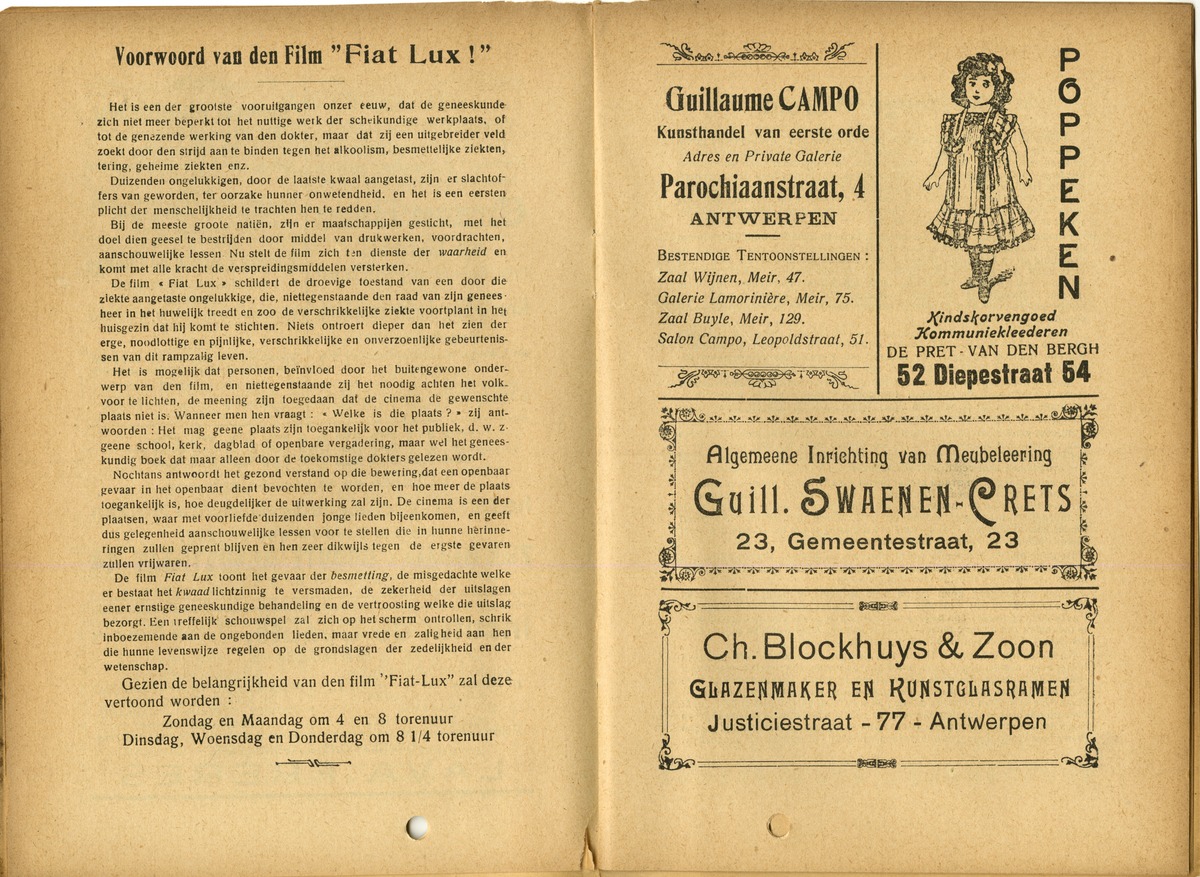 Voorwoord van den Film "Fiat Lux !"
Het is een der grootste vooruitgangen onzer eeuw, dat de geneeskunde
zich niet meer beperkt tot het nuttige werk der scheikundige werkplaats, of
tot de genezende werking van den dokter, maar dat zij een uitgebreider veld
zoekt door den strijd aan te binden tegen het alkoolism, besmettelijke ziekten,
tering, geheime ziekten enz.
Duizenden ongelukkigen, door de laatste kwaal aangetast, zijn er slachtof-
fers van geworden, ter oorzake hunner onwetendheid, en het is een eersten
plicht der menschelijkheid te trachten hen te redden.
Bij de meeste groote natiën, zijn er maatschappijen gesticht, met het
doel dien geesel te bestrijden door middel van drukwerken, voordrachten,
aanschouwelijke lessen Nu stelt de film zich ten dienste der waarheid en
komt met alle kracht de verspreidingsmiddelen versterken.
De film « Fiat Lux » schildert de droevige toestand van een door die
ziekte aangetaste ongelukkige, die, niettegenstaande den raad van zijn genees-
heer in het huwelijk treedt en zoo de verschrikkelijke ziekte voortplant in het
huisgezin dat hij komt te stichten. Niets ontroert dieper dan het zien der
erge, noodlottige en pijnlijke, verschrikkelijke en onverzoenlijke gebeurtenis-
sen van dit rampzalig leven.
Het is mogelijk dat personen, beïnvloed door het buitengewone onder-
werp van den film, en niettegenstaande zij het noodig achten het volk
voor te lichten, de meening zijn toegedaan dat de cinema de gewenschte
plaats niet is. Wanneer men hen vraagt : « Welke is die plaats ? » zij ant-
woorden : Het mag geene plaats zijn toegankelijk voor het publiek, d. w. z.
geene school, kerk, dagblad of openbare vergadering, maar wel het genees-
kundig boek dat maar alleen door de toekomstige dokters gelezen wordt.
Nochtans antwoordt het gezond verstand op die bewering, dat een openbaar
gevaar in het openbaar dient bevochten te worden, en hoe meer de plaats
toegankelijk is, hoe deugdelijker de uitwerking zal zijn. De cinema is een der
plaatsen, waar met voorliefde duizenden jonge lieden bijeenkomen, en geeft
dus gelegenheid aanschouwelijke lessen voor te stellen die in hunne herinne-
ringen zullen geprent blijven en hen zeer dikwijls tegen de ergste gevaren
zullen vrijwaren.
De film Fiat Lux toont het gevaar der besmetting, de misgedachte welke
er bestaat het kwaad lichtzinnig te versmaden, de zekerheid der uitslagen
eener ernstige geneeskundige behandeling en de vertroosting welke die uitslag
bezorgt. Een treffelijk schouwspel zal zich op het scherm ontrollen, schrik
inboezemende aan de ongebonden lieden, maar vrede en zaligheid aan hen
die hunne levenswijze regelen op de grondslagen der zedelijkheid en der
wetenschap.
Gezien de belangrijkheid van den film "Fiat-Lux" zal deze
vertoond worden :
Zondag en Maandag om 4 en 8 torenuur
Dinsdag, Woensdag en Donderdag om 8 1/4 torenuur
Guillaume CAMPO
Kunsthandel van eerste orde
Adres en Private Galerie
Parochiaanstraat, 4
ANTWERPEN
BESTENDIGE TENTOONSTELLINGEN :
Zaal Wijnen, Meir, 47.
Galerie Lamorinière, Meir, 75.
Zaal Buyle, Meir, 129.
Salon Campo, Leopoldstraat, 51.
POPPEKEN
Kindskorvengoed
Kommuniekleederen
DE PRET - VAN DEN BERGH
52 Diepestraat 54
Algemeene Inrichting van Meubeleering
Guill. SWAENEN-CRETS
23, Gemeentestraat, 23
Ch. Blockhuys & Zoon
GLAZENMAKER EN KUNSTGLASRAMEN
Justiciestraat - 77 - Antwerpen